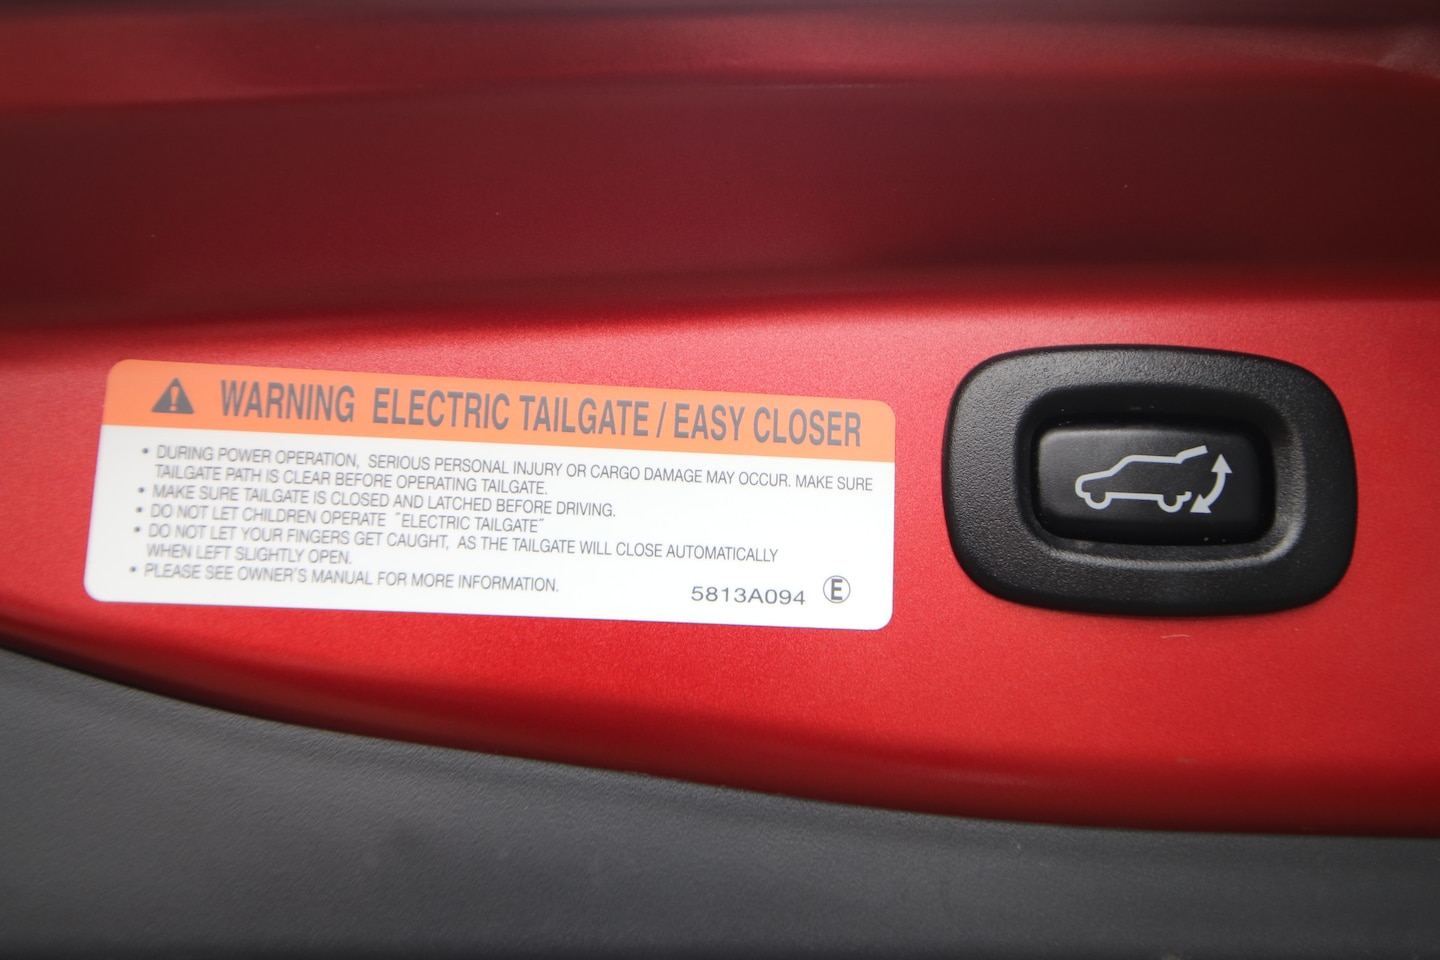 WARNING ELECTRIC TAILGATE / EASY CLOSER
• DURING POWER OPERATION, SERIOUS PERSONAL INJURY OR CARGO DAMAGE MAY OCCUR. MAKE SURE
TAILGATE PATH IS CLEAR BEFORE OPERATING TAILGATE.
• MAKE SURE TAILGATE IS CLOSED AND LATCHED BEFORE DRIVING.
• DO NOT LET CHILDREN OPERATE ˝ELECTRIC TAILGATE˝
• DO NOT LET YOUR FINGERS GET CAUGHT, AS THE TAILGATE WILL CLOSE AUTOMATICALLY
WHEN LEFT SLIGHTLY OPEN.
• PLEASE SEE OWNER'S MANUAL FOR MORE INFORMATION.
5813A094 Ⓔ